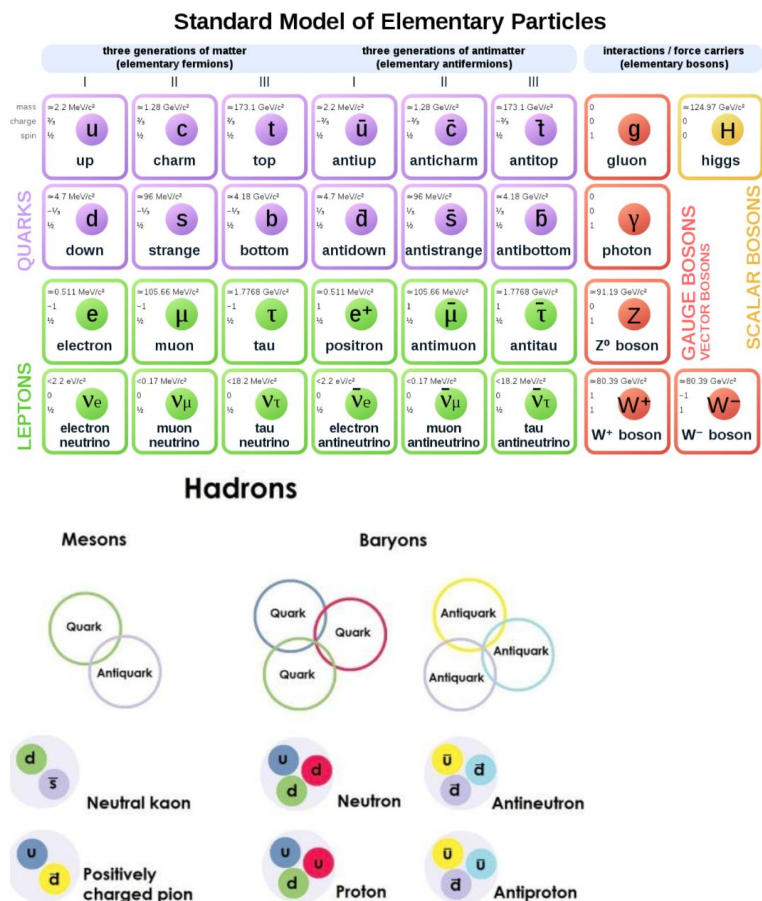 Standard Model of Elementary Particles
three generations of matter
(elementary fermions)
three generations of antimatter
(elementary antifermions)
interactions / force carriers
(elementary bosons)
I II III I II III
mass
charge
spin
≃2.2 MeV/c²
⅔
½
u
up
≃1.28 GeV/c²
⅔
½
c
charm
≃173.1 GeV/c²
⅔
½
t
top
≃2.2 MeV/c²
−⅔
½
ū
antiup
≃1.28 GeV/c²
−⅔
½
c̄
anticharm
≃173.1 GeV/c²
−⅔
½
t̄
antitop
0
0
1
g
gluon
≃124.97 GeV/c²
0
0
H
higgs
QUARKS
≃4.7 MeV/c²
−⅓
½
d
down
≃96 MeV/c²
−⅓
½
s
strange
≃4.18 GeV/c²
−⅓
½
b
bottom
≃4.7 MeV/c²
⅓
½
d̄
antidown
≃96 MeV/c²
⅓
½
s̄
antistrange
≃4.18 GeV/c²
⅓
½
b̄
antibottom
0
0
1
γ
photon
GAUGE BOSONS
VECTOR BOSONS
SCALAR BOSONS
LEPTONS
≃0.511 MeV/c²
−1
½
e
electron
≃105.66 MeV/c²
−1
½
μ
muon
≃1.7768 GeV/c²
−1
½
τ
tau
≃0.511 MeV/c²
1
½
e⁺
positron
≃105.66 MeV/c²
1
½
μ̄
antimuon
≃1.7768 GeV/c²
1
½
τ̄
antitau
≃91.19 GeV/c²
0
1
Z
Z⁰ boson
<2.2 eV/c²
0
½
νe
electron
neutrino
<0.17 MeV/c²
0
½
νμ
muon
neutrino
<18.2 MeV/c²
0
½
ντ
tau
neutrino
<2.2 eV/c²
0
½
ν̄e
electron
antineutrino
<0.17 MeV/c²
0
½
ν̄μ
muon
antineutrino
<18.2 MeV/c²
0
½
ν̄τ
tau
antineutrino
≃80.39 GeV/c²
1
1
W⁺
W⁺ boson
≃80.39 GeV/c²
−1
1
W⁻
W⁻ boson
Hadrons
Mesons
Baryons
Quark
Antiquark
Quark
Quark
Quark
Antiquark
Antiquark
Antiquark
d
s̄
Neutral kaon
u
d
d
Neutron
ū
d̄
d̄
Antineutron
u
d̄
Positively
charged pion
u
u
d
Proton
ū
ū
d̄
Antiproton